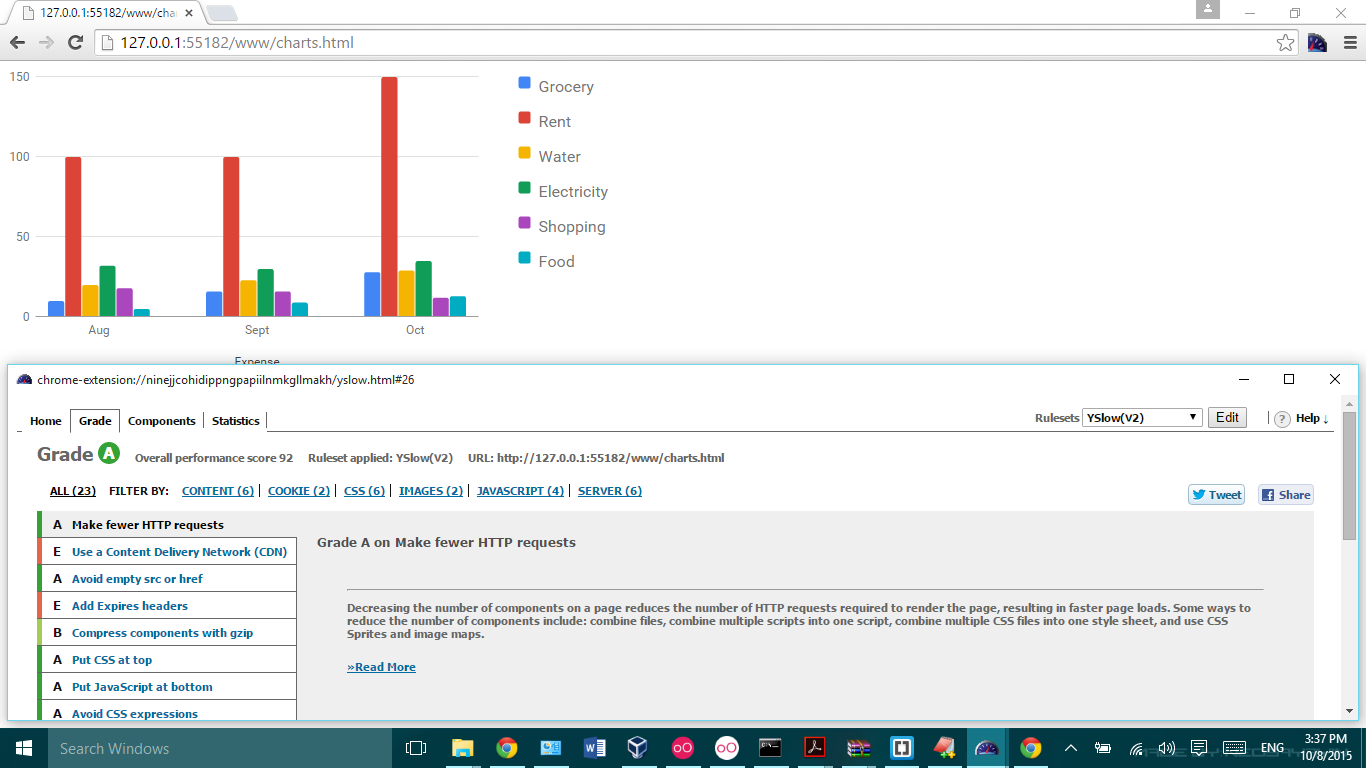 127.0.0.1:55182/www/cha
127.0.0.1:55182/www/charts.html
150
100
50
0
Aug
Sept
Oct
Expense
Grocery
Rent
Water
Electricity
Shopping
Food
chrome-extension://ninejjcohidippngpapiilnmkgllmakh/yslow.html#26
Home Grade Components Statistics
Rulesets YSlow(V2) Edit ? Help ↓
Grade A Overall performance score 92 Ruleset applied: YSlow(V2) URL: http://127.0.0.1:55182/www/charts.html
ALL (23) FILTER BY: CONTENT (6) | COOKIE (2) | CSS (6) | IMAGES (2) | JAVASCRIPT (4) | SERVER (6)
Tweet Share
A Make fewer HTTP requests
E Use a Content Delivery Network (CDN)
A Avoid empty src or href
E Add Expires headers
B Compress components with gzip
A Put CSS at top
A Put JavaScript at bottom
A Avoid CSS expressions
Grade A on Make fewer HTTP requests
Decreasing the number of components on a page reduces the number of HTTP requests required to render the page, resulting in faster page loads. Some ways to
reduce the number of components include: combine files, combine multiple scripts into one script, combine multiple CSS files into one style sheet, and use CSS
Sprites and image maps.
»Read More
Search Windows
ENG
3:37 PM
10/8/2015